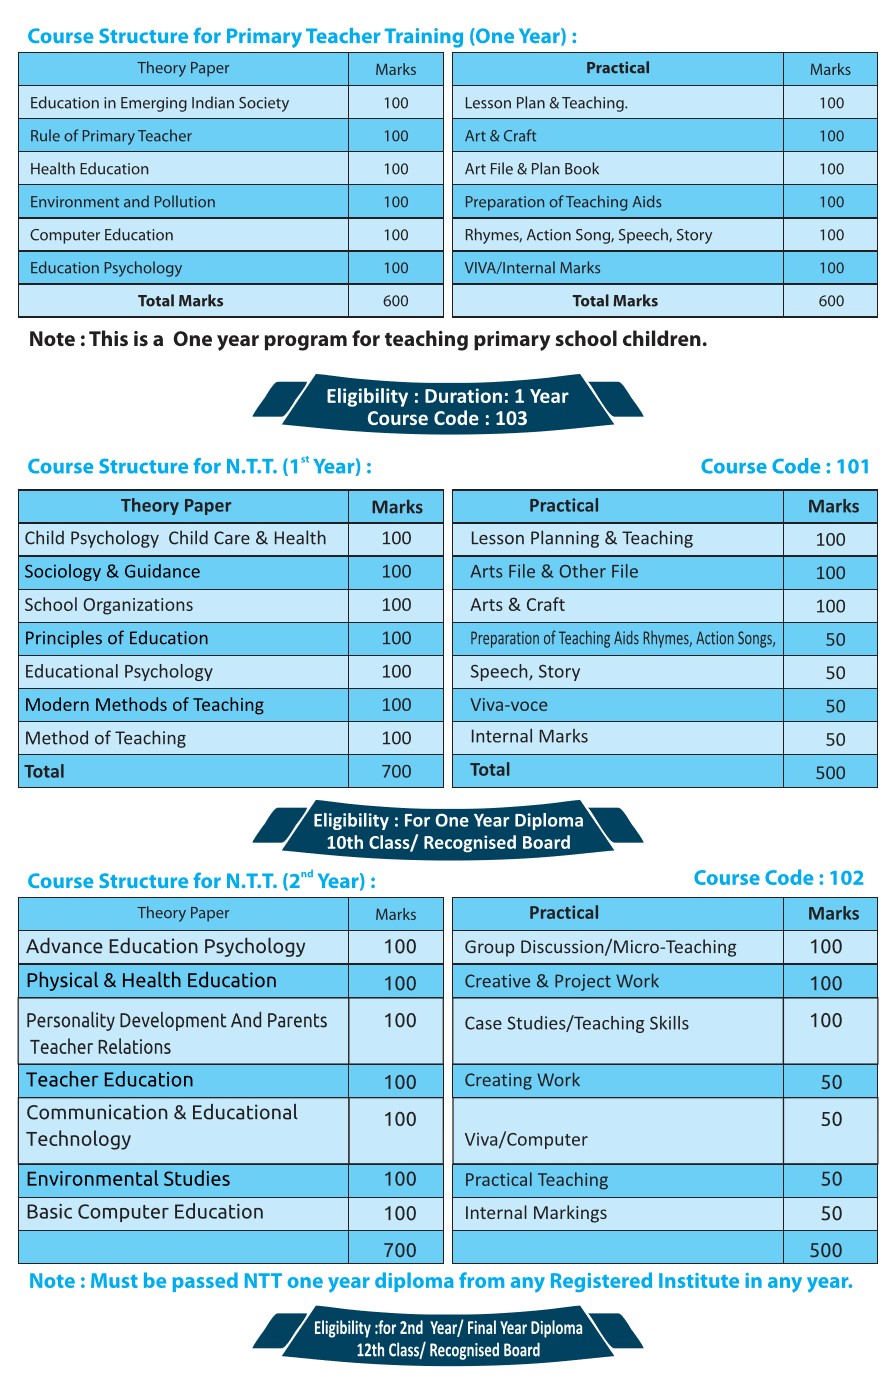 Course Structure for Primary Teacher Training (One Year) :
Theory Paper Marks Practical Marks
Education in Emerging Indian Society 100 Lesson Plan & Teaching. 100
Rule of Primary Teacher 100 Art & Craft 100
Health Education 100 Art File & Plan Book 100
Environment and Pollution 100 Preparation of Teaching Aids 100
Computer Education 100 Rhymes, Action Song, Speech, Story 100
Education Psychology 100 VIVA/Internal Marks 100
Total Marks 600 Total Marks 600
Note : This is a One year program for teaching primary school children.
Eligibility : Duration: 1 Year
Course Code : 103
Course Structure for N.T.T. (1st Year) : Course Code : 101
Theory Paper Marks Practical Marks
Child Psychology Child Care & Health 100 Lesson Planning & Teaching 100
Sociology & Guidance 100 Arts File & Other File 100
School Organizations 100 Arts & Craft 100
Principles of Education 100 Preparation of Teaching Aids Rhymes, Action Songs, 50
Educational Psychology 100 Speech, Story 50
Modern Methods of Teaching 100 Viva-voce 50
Method of Teaching 100 Internal Marks 50
Total 700 Total 500
Eligibility : For One Year Diploma
10th Class/ Recognised Board
Course Structure for N.T.T. (2nd Year) : Course Code : 102
Theory Paper Marks Practical Marks
Advance Education Psychology 100 Group Discussion/Micro-Teaching 100
Physical & Health Education 100 Creative & Project Work 100
Personality Development And Parents 100 Case Studies/Teaching Skills 100
Teacher Relations
Teacher Education 100 Creating Work 50
Communication & Educational 100 50
Technology Viva/Computer
Environmental Studies 100 Practical Teaching 50
Basic Computer Education 100 Internal Markings 50
700 500
Note : Must be passed NTT one year diploma from any Registered Institute in any year.
Eligibility :for 2nd Year/ Final Year Diploma
12th Class/ Recognised Board